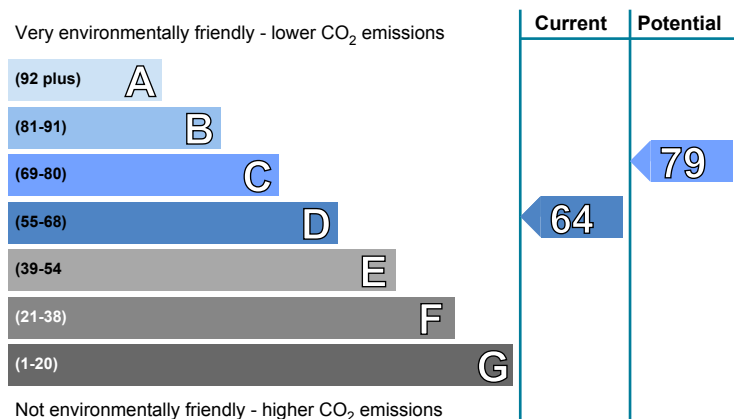 Current Potential
Very environmentally friendly - lower CO2 emissions
(92 plus) A
(81-91) B
(69-80) C
79
(55-68) D
64
(39-54 E
(21-38) F
(1-20) G
Not environmentally friendly - higher CO2 emissions